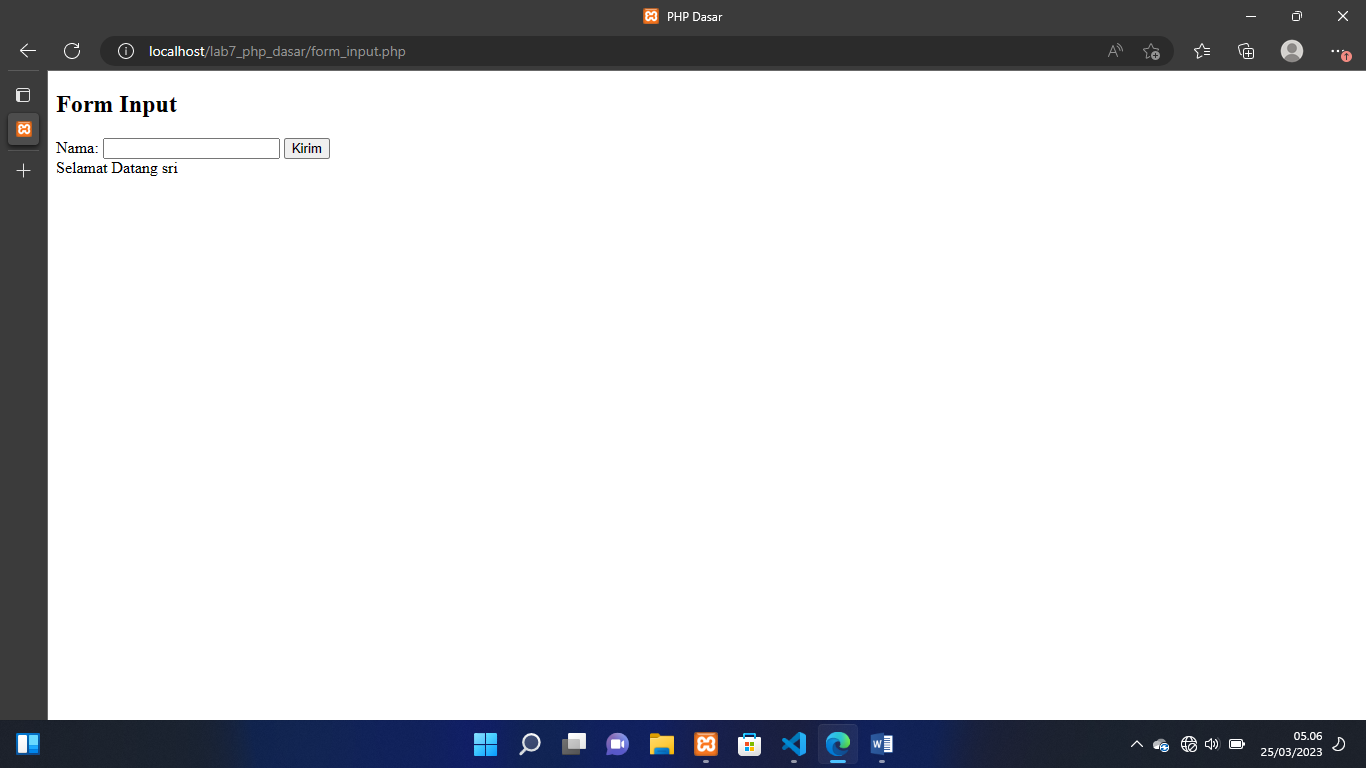 PHP Dasar
localhost/lab7_php_dasar/form_input.php
Form Input
Nama: Kirim
Selamat Datang sri
05.06
25/03/2023